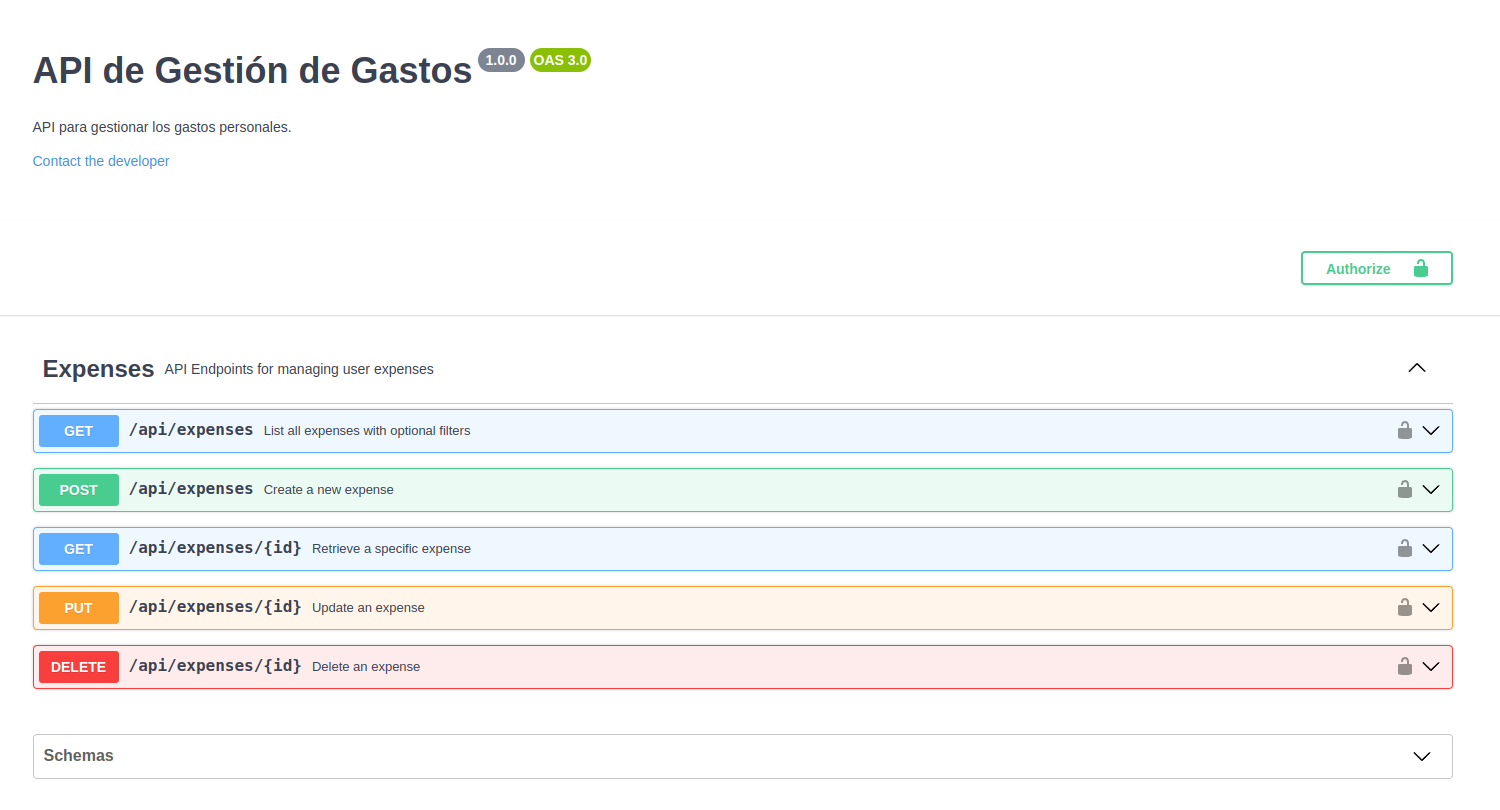 API de Gestión de Gastos 1.0.0 OAS 3.0
API para gestionar los gastos personales.
Contact the developer
Authorize
Expenses API Endpoints for managing user expenses
GET /api/expenses List all expenses with optional filters
POST /api/expenses Create a new expense
GET /api/expenses/{id} Retrieve a specific expense
PUT /api/expenses/{id} Update an expense
DELETE /api/expenses/{id} Delete an expense
Schemas